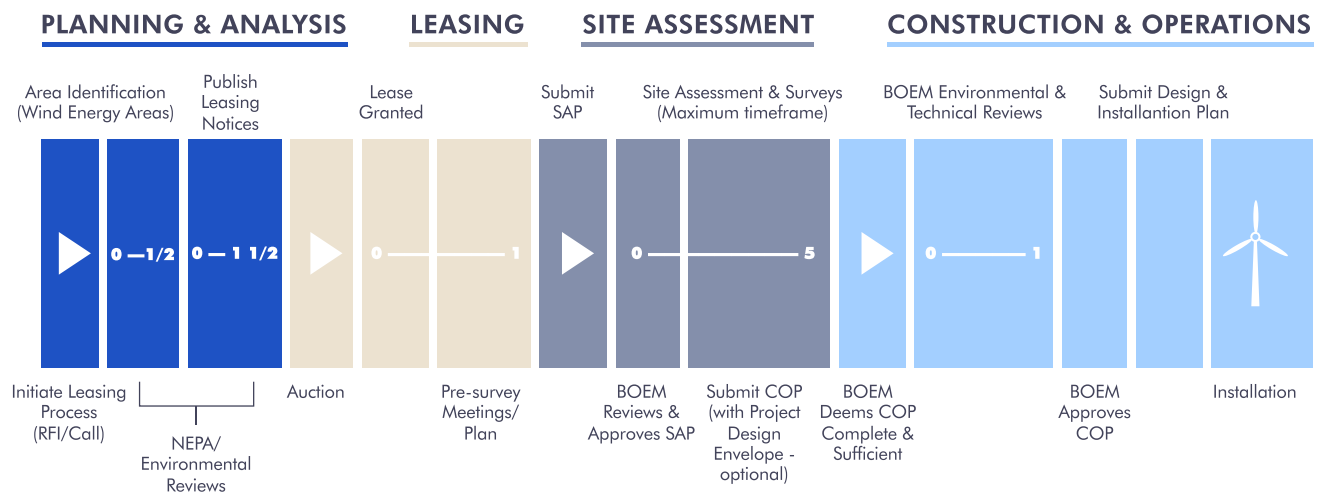 PLANNING & ANALYSIS
LEASING
SITE ASSESSMENT
CONSTRUCTION & OPERATIONS
Area Identification
(Wind Energy Areas)
Publish
Leasing
Notices
Lease
Granted
Submit
SAP
Site Assessment & Surveys
(Maximum timeframe)
BOEM Environmental &
Technical Reviews
Submit Design &
Installantion Plan
0 —1/2
0 — 1 1/2
0 — 1
0 — 5
0 — 1
Initiate Leasing
Process
(RFI/Call)
NEPA/
Environmental
Reviews
Auction
Pre-survey
Meetings/
Plan
BOEM
Reviews &
Approves SAP
Submit COP
(with Project
Design
Envelope -
optional)
BOEM
Deems COP
Complete &
Sufficient
BOEM
Approves
COP
Installation